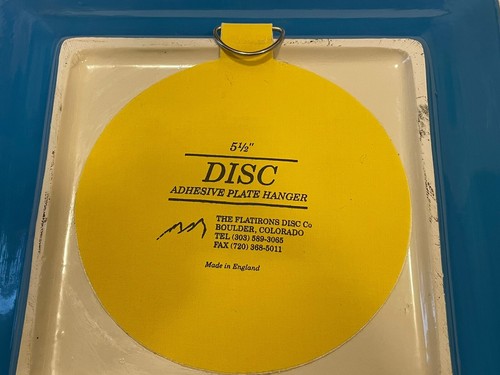 5½"
DISC
ADHESIVE PLATE HANGER
THE FLATIRONS DISC Co
BOULDER, COLORADO
TEL (303) 589-3065
FAX (720) 368-5011
Made in England